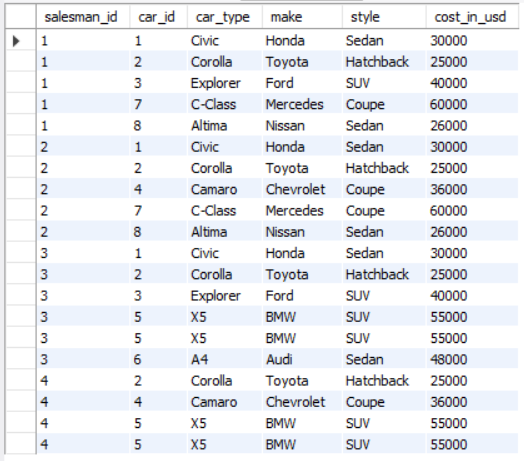 salesman_id car_id car_type make style cost_in_usd
1 1 Civic Honda Sedan 30000
1 2 Corolla Toyota Hatchback 25000
1 3 Explorer Ford SUV 40000
1 7 C-Class Mercedes Coupe 60000
1 8 Altima Nissan Sedan 26000
2 1 Civic Honda Sedan 30000
2 2 Corolla Toyota Hatchback 25000
2 4 Camaro Chevrolet Coupe 36000
2 7 C-Class Mercedes Coupe 60000
2 8 Altima Nissan Sedan 26000
3 1 Civic Honda Sedan 30000
3 2 Corolla Toyota Hatchback 25000
3 3 Explorer Ford SUV 40000
3 5 X5 BMW SUV 55000
3 5 X5 BMW SUV 55000
3 6 A4 Audi Sedan 48000
4 2 Corolla Toyota Hatchback 25000
4 4 Camaro Chevrolet Coupe 36000
4 5 X5 BMW SUV 55000
4 5 X5 BMW SUV 55000